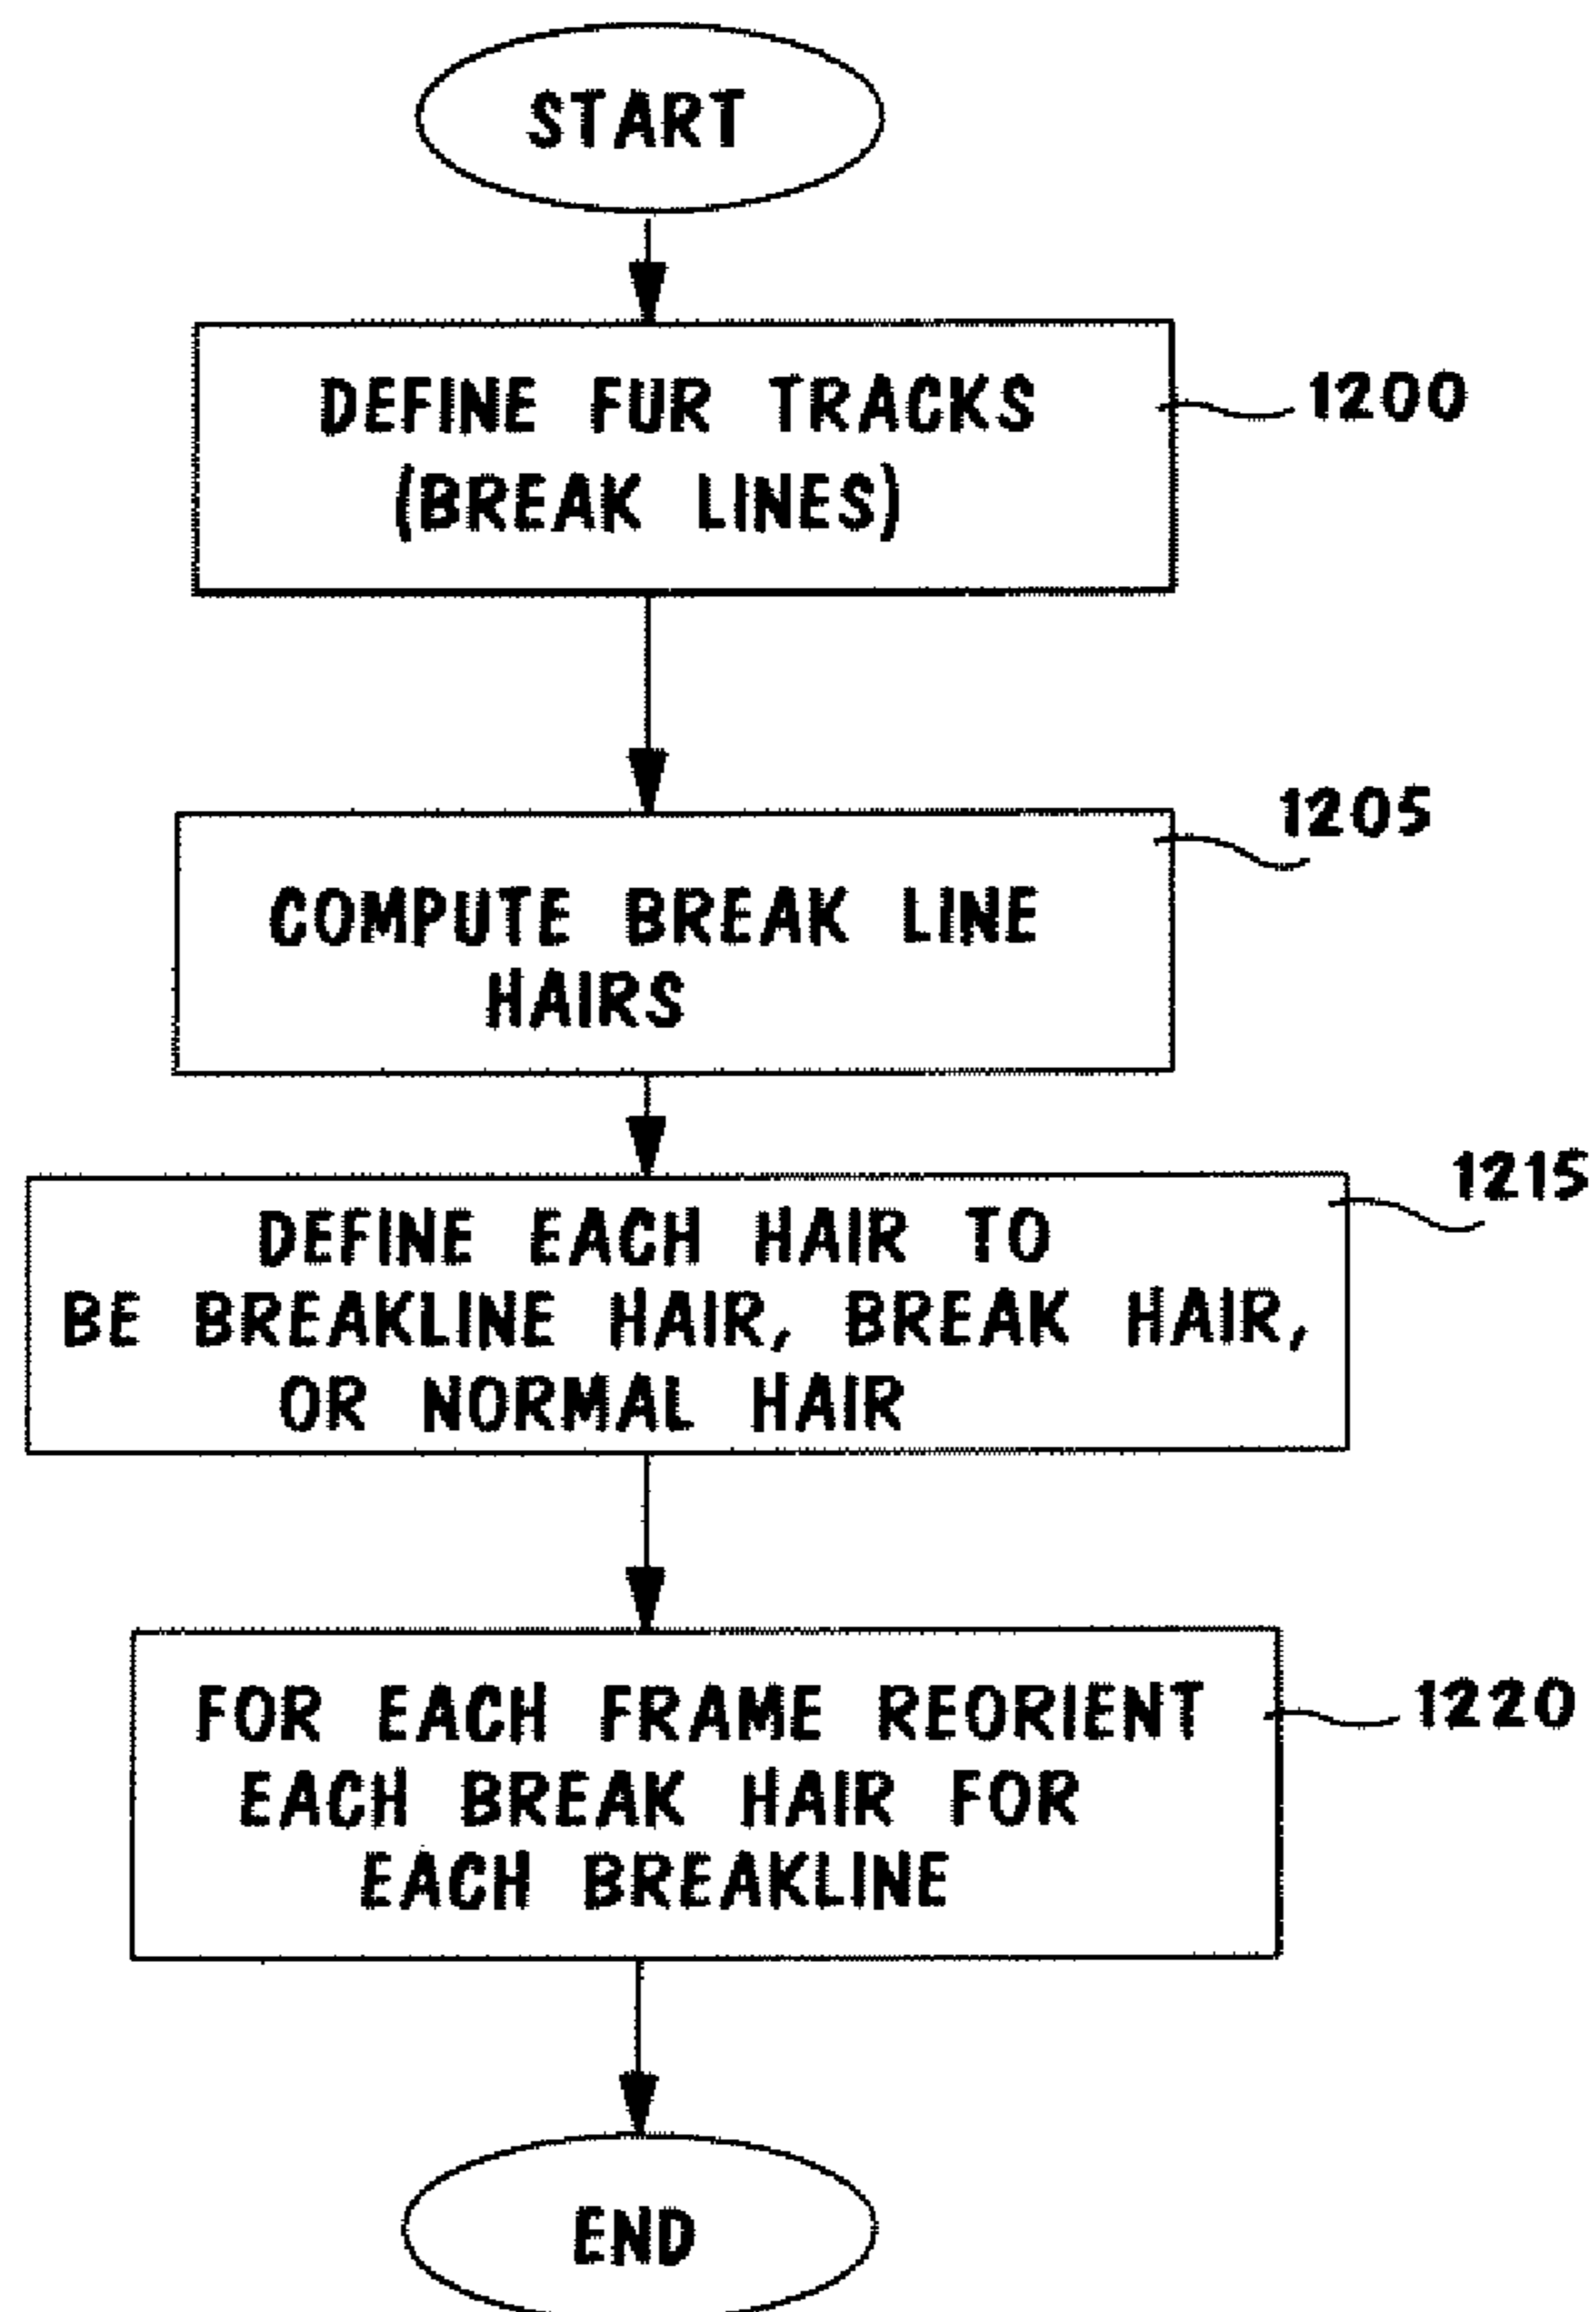 START
DEFINE FUR TRACKS
(BREAK LINES)
1200
COMPUTE BREAK LINE
HAIRS
1205
DEFINE EACH HAIR TO
BE BREAKLINE HAIR, BREAK HAIR,
OR NORMAL HAIR
1215
FOR EACH FRAME REORIENT
EACH BREAK HAIR FOR
EACH BREAKLINE
1220
END